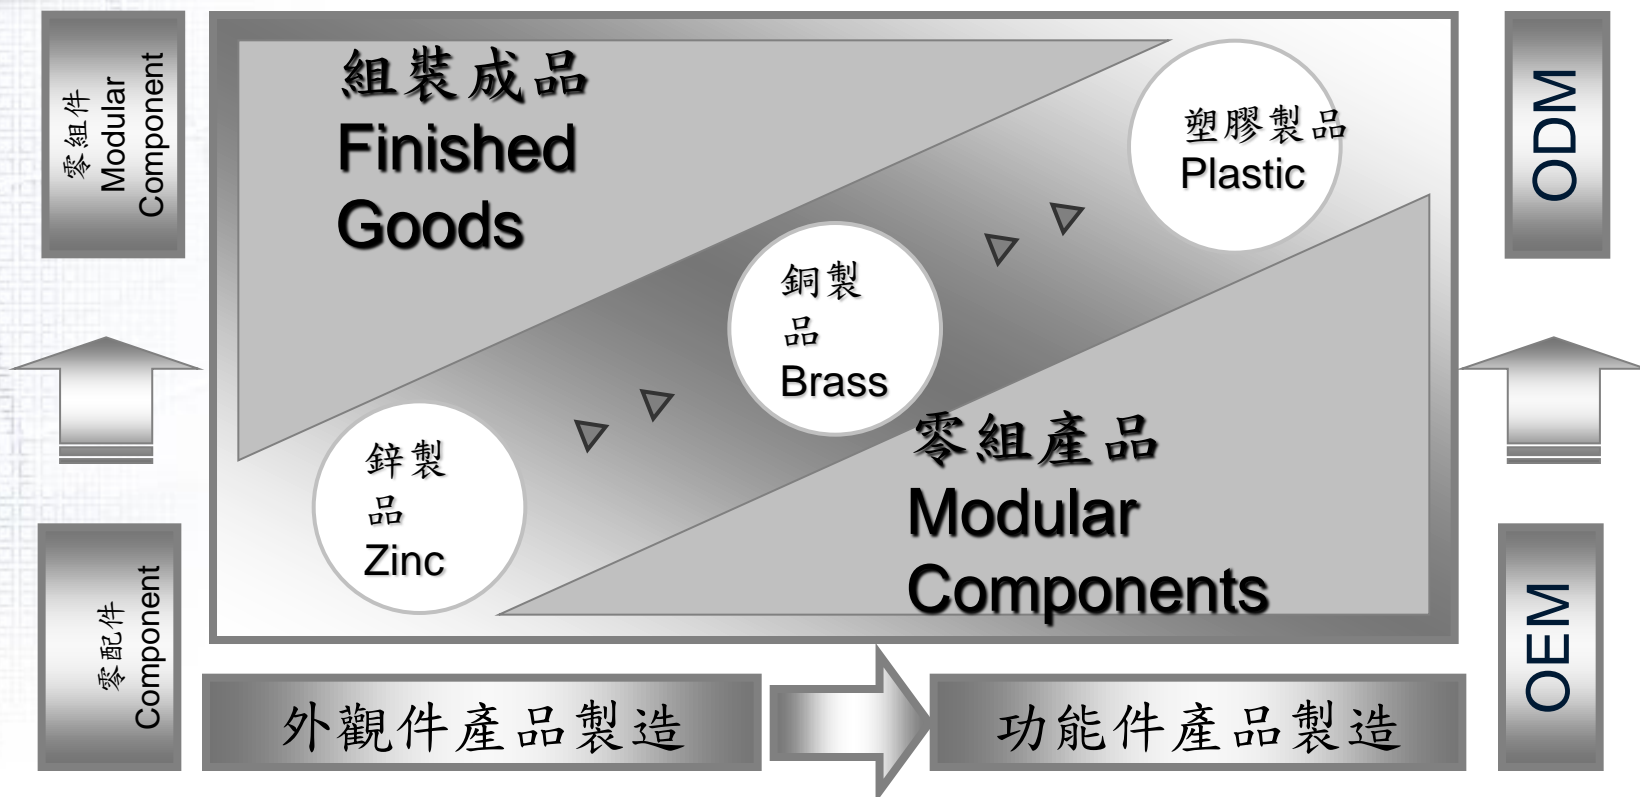 零組件
Modular
Component
零配件
Component
組裝成品
Finished
Goods
塑膠製品
Plastic
銅製
品
Brass
鋅製
品
Zinc
零組產品
Modular
Components
ODM
OEM
外觀件產品製造
功能件產品製造